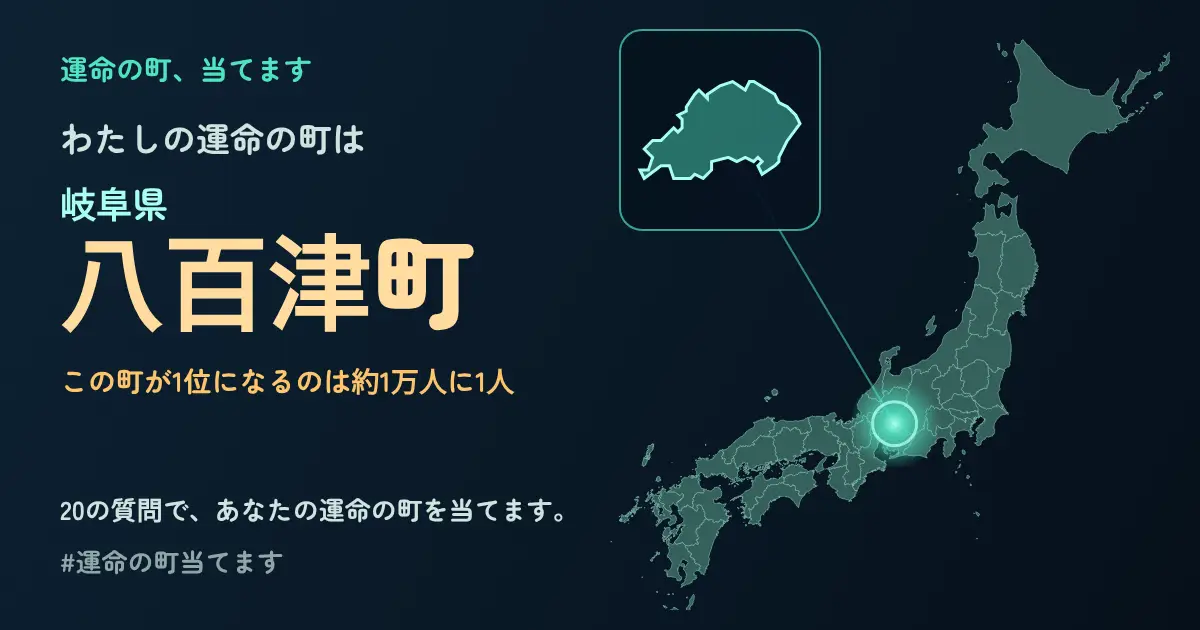 運命の町、当てます
わたしの運命の町は
岐阜県
八百津町
この町が1位になるのは約1万人に1人
20の質問で、あなたの運命の町を当てます。
#運命の町当てます